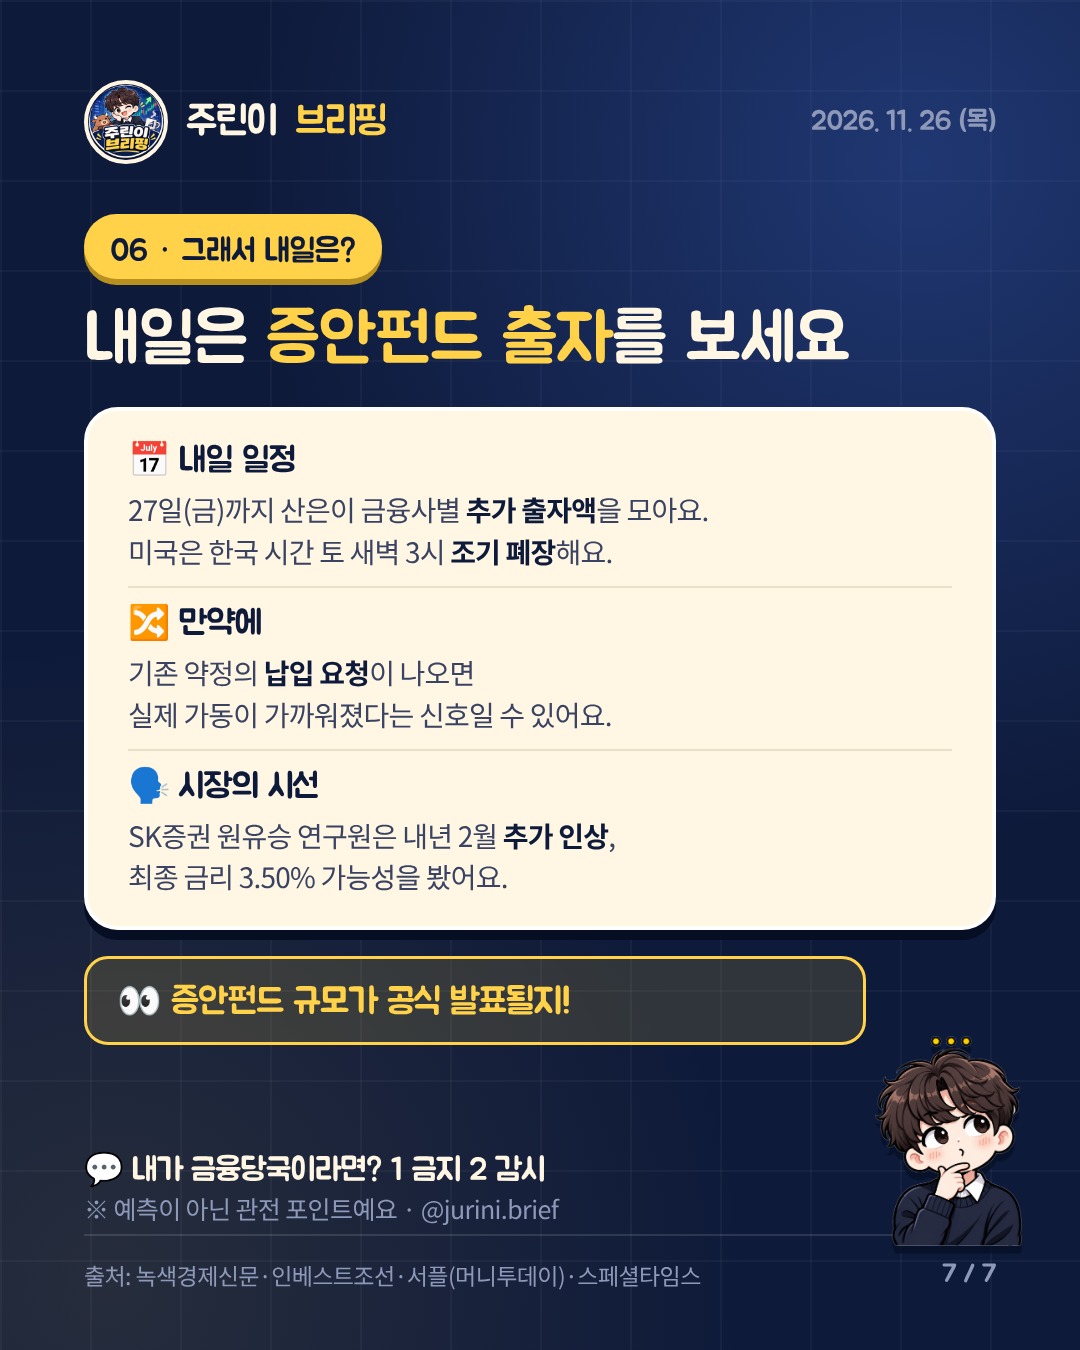 주린이 브리핑
주린이
브리핑
2026. 11. 26 (목)
06 · 그래서 내일은?
내일은 증안펀드 출자를 보세요
July
17
내일 일정
27일(금)까지 산은이 금융사별 추가 출자액을 모아요.
미국은 한국 시간 토 새벽 3시 조기 폐장해요.
만약에
기존 약정의 납입 요청이 나오면
실제 가동이 가까워졌다는 신호일 수 있어요.
시장의 시선
SK증권 원유승 연구원은 내년 2월 추가 인상,
최종 금리 3.50% 가능성을 봤어요.
증안펀드 규모가 공식 발표될지!
내가 금융당국이라면? 1 금지 2 감시
※ 예측이 아닌 관전 포인트예요 · @jurini.brief
출처: 녹색경제신문·인베스트조선·서플(머니투데이)·스페셜타임스
7 / 7